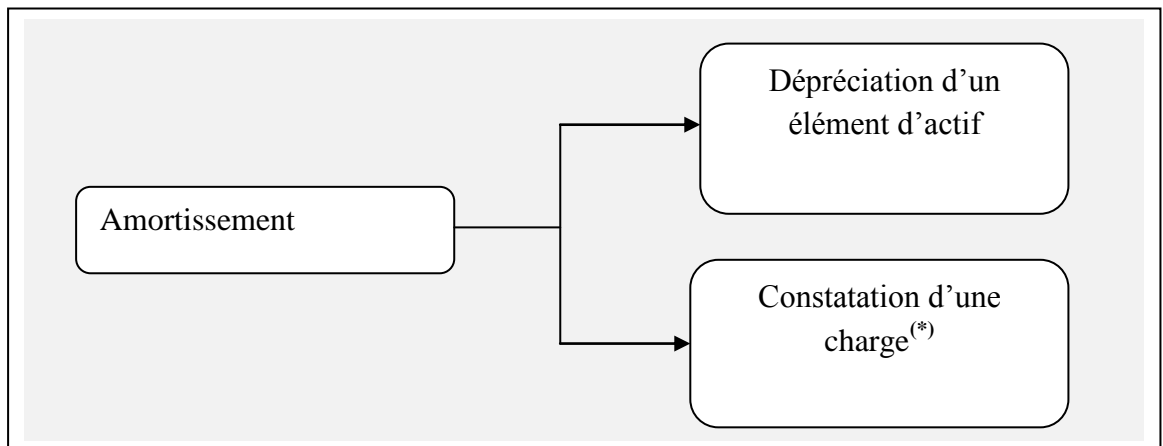 Dépréciation d'un
élément d'actif
Amortissement
Constatation d'une
charge(*)